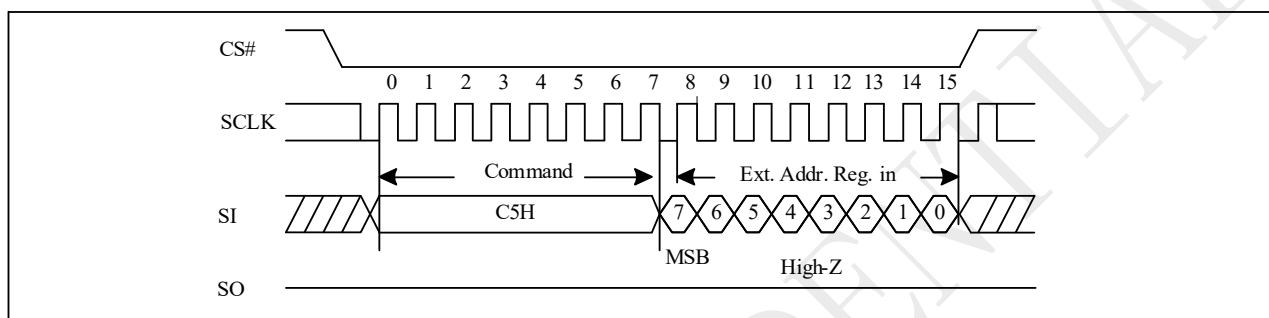 CS#
0 1 2 3 4 5 6 7 8 9 10 11 12 13 14 15
SCLK
Command Ext. Addr. Reg. in
SI C5H 7 6 5 4 3 2 1 0
MSB
High-Z
SO